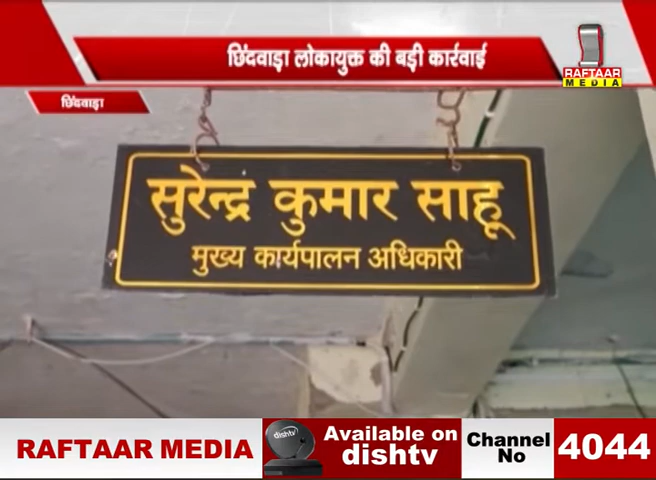 छिंदवाड़ा लोकायुक्त की बड़ी कार्रवाई
RAFTAAR
MEDIA
छिंदवाड़ा
सुरेन्द्र कुमार साहू
मुख्य कार्यपालन अधिकारी
RAFTAAR MEDIA
dishtv
Available on
dishtv
Channel
No
4044